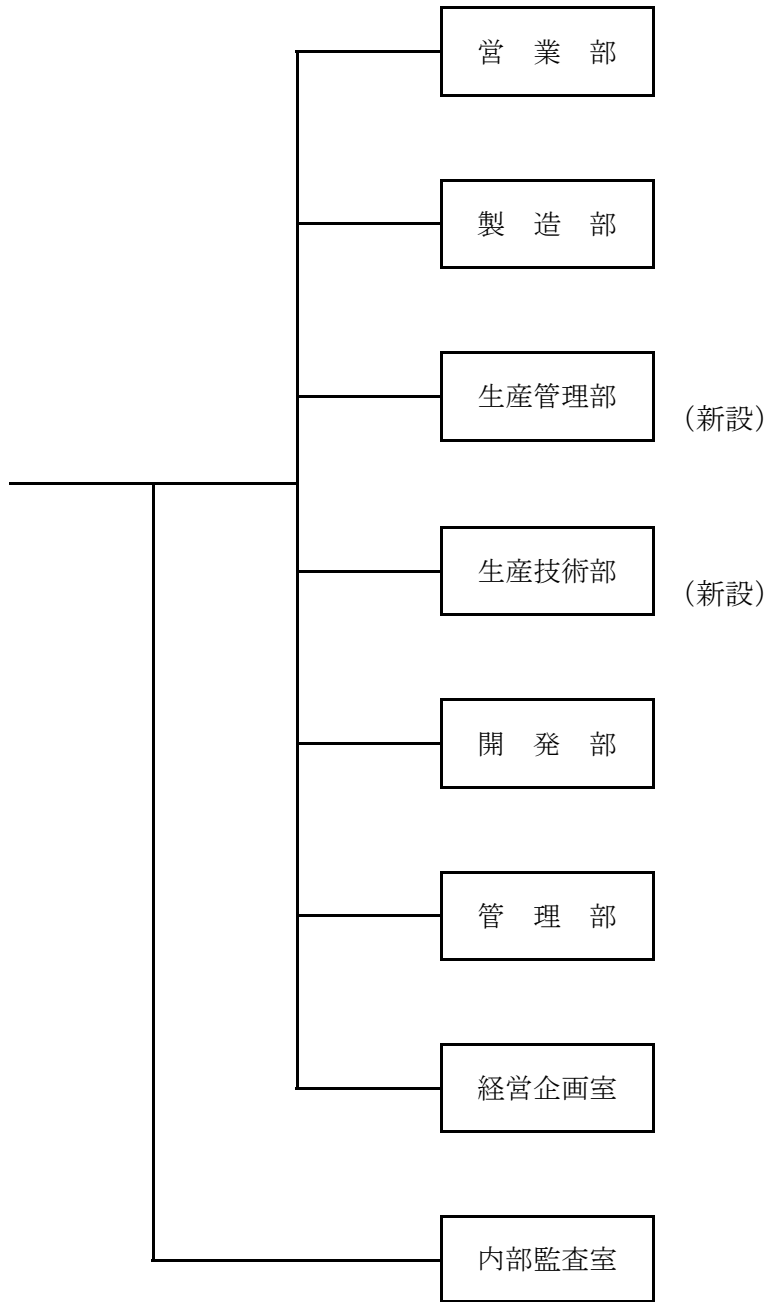 営　業　部
製　造　部
生産管理部
（新設）
生産技術部
（新設）
開　発　部
管　理　部
経営企画室
内部監査室